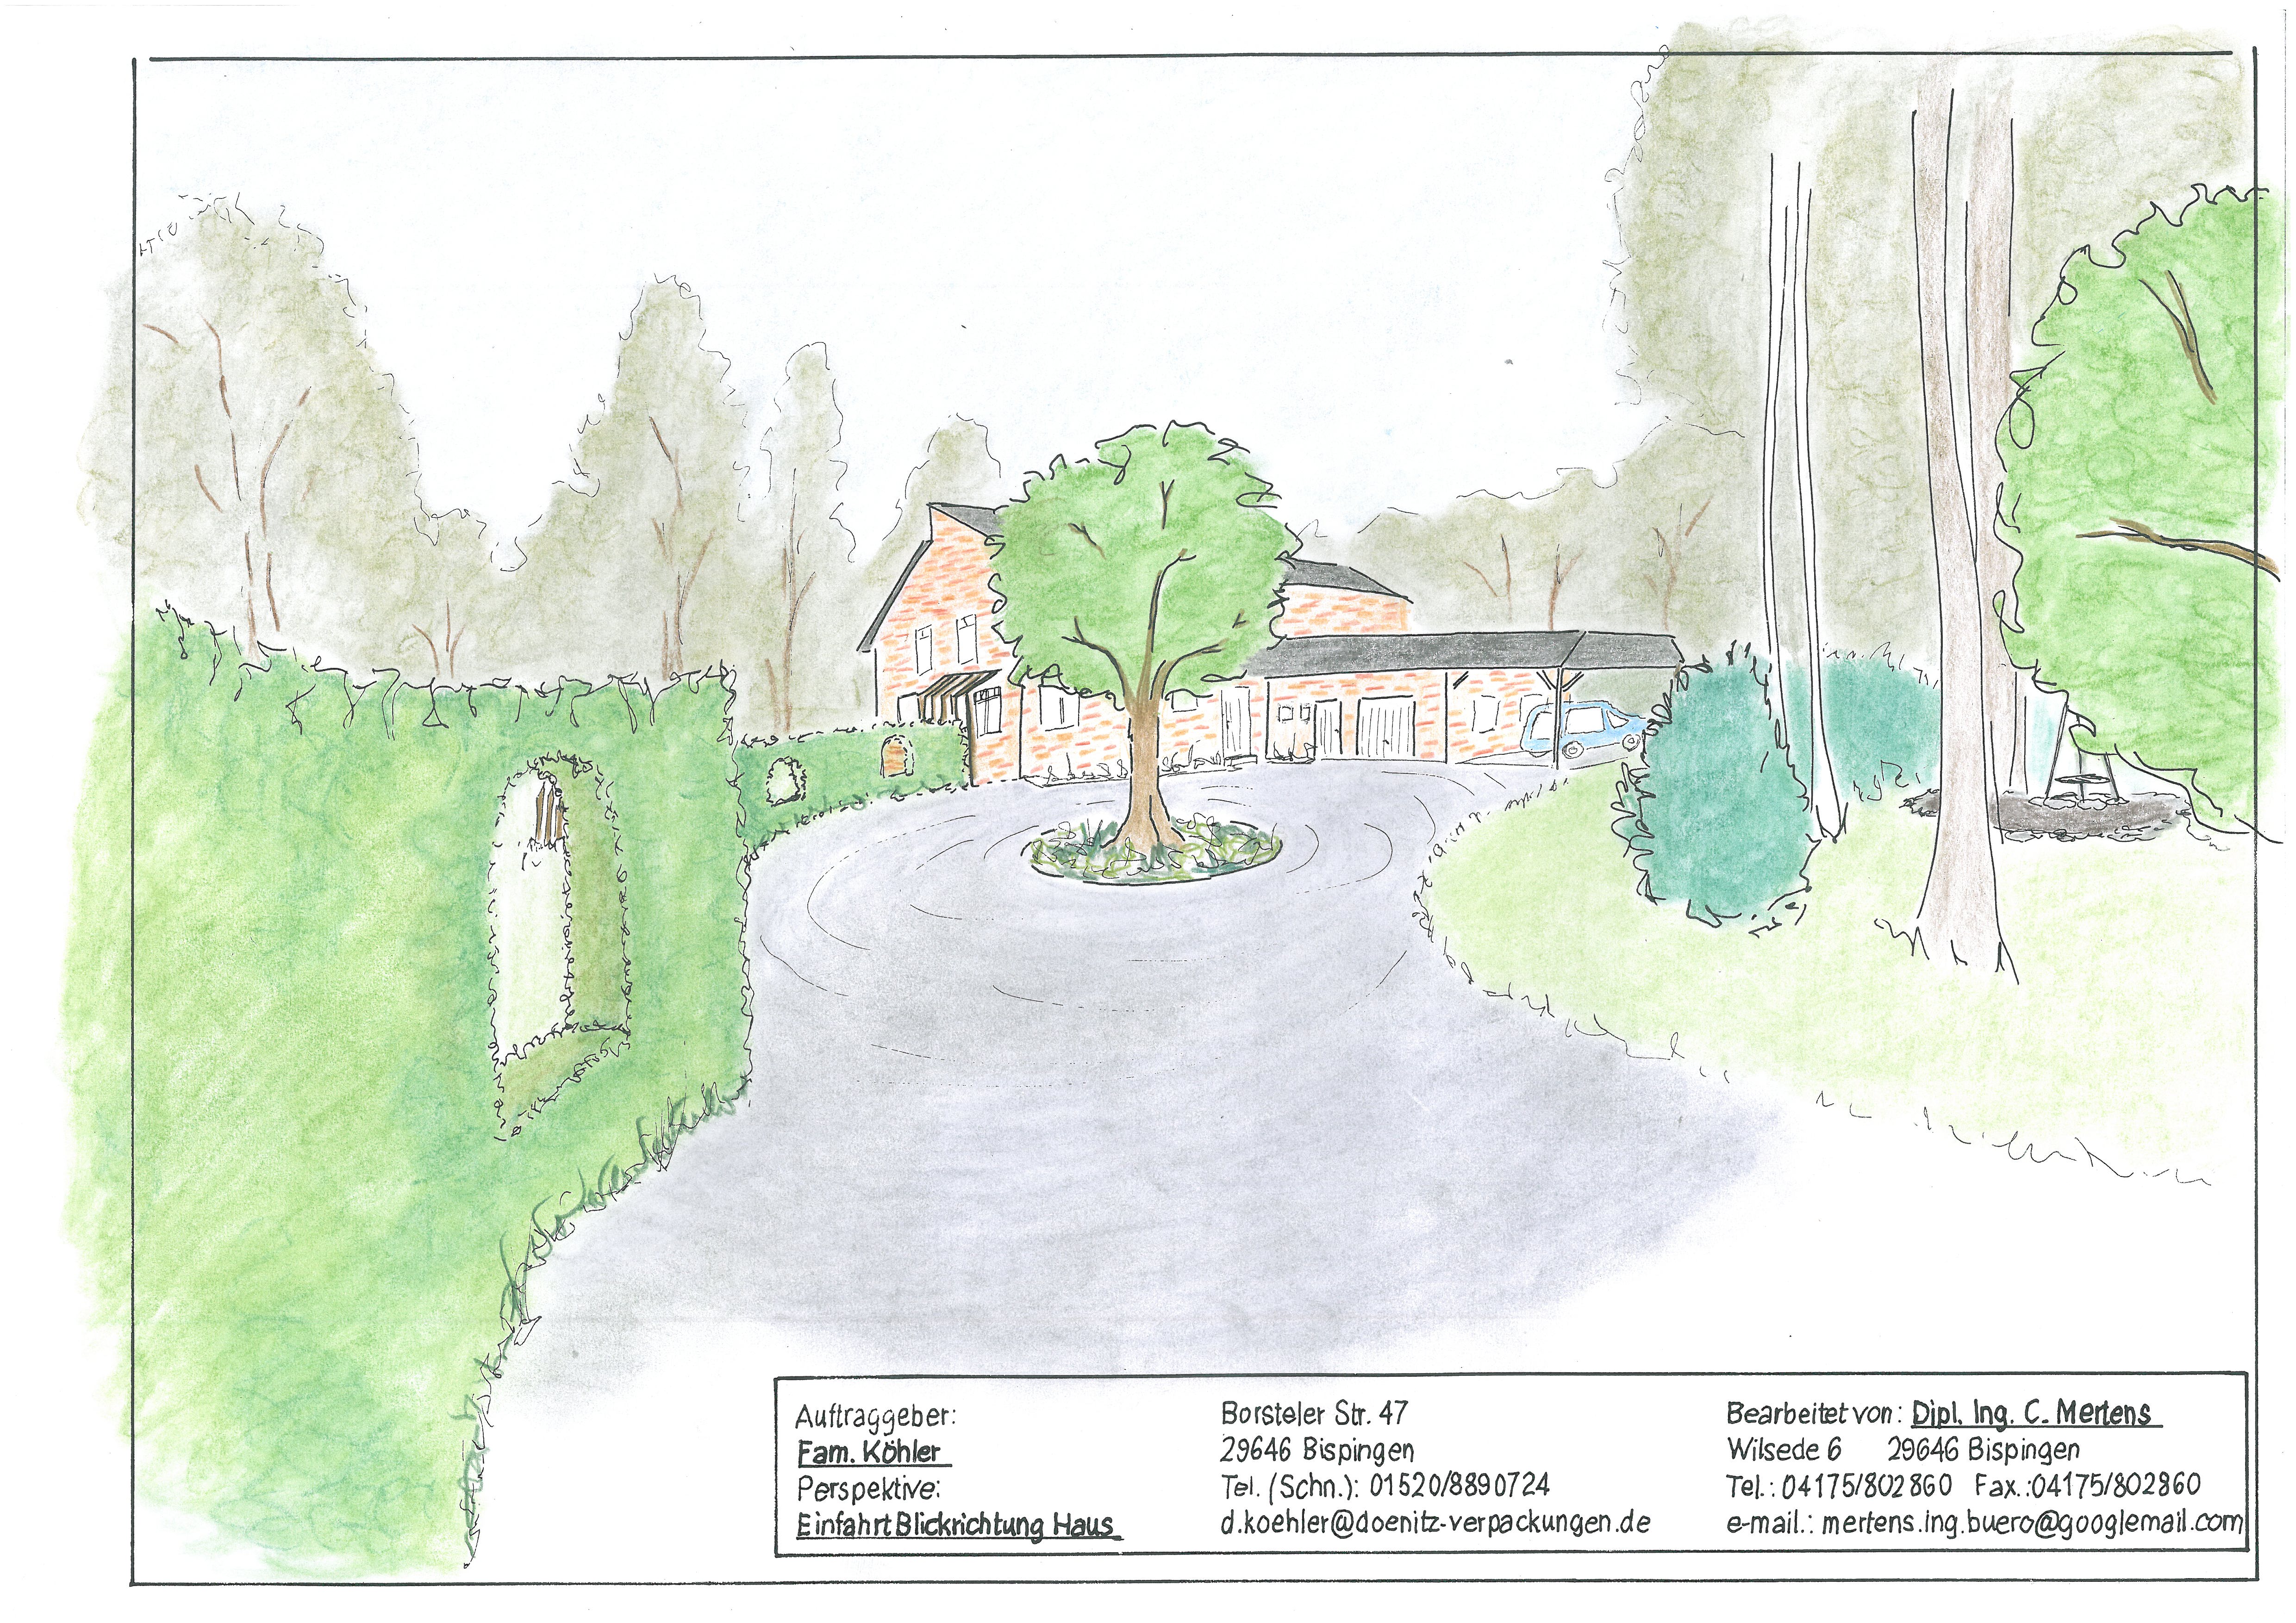 Auftraggeber:
Fam. Köhler
Perspektive:
Einfahrt Blickrichtung Haus
Borsteler Str. 47
29646 Bispingen
Tel. (Schn.): 01520/8890724
d.koehler@doenitz-verpackungen.de
Bearbeitet von: Dipl. Ing. C. Mertens
Wilsede 6 29646 Bispingen
Tel.: 04175/802860 Fax.:04175/802860
e-mail.: mertens.ing.buero@googlemail.com